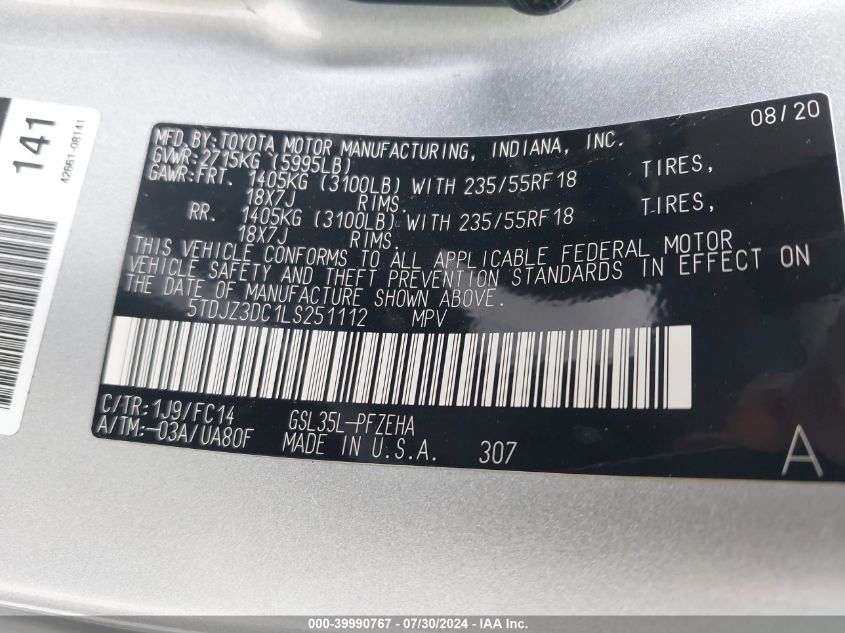 141
42861-08141
08/20
MFD. BY: TOYOTA MOTOR MANUFACTURING, INDIANA, INC.
GVWR: 2715KG (5995LB)
GAWR: FRT. 1405KG (3100LB) WITH 235/55RF18 TIRES,
18X7J RIMS.
RR. 1405KG (3100LB) WITH 235/55RF18 TIRES,
18X7J RIMS.
THIS VEHICLE CONFORMS TO ALL APPLICABLE FEDERAL MOTOR
VEHICLE SAFETY AND THEFT PREVENTION STANDARDS IN EFFECT ON
THE DATE OF MANUFACTURE SHOWN ABOVE.
5TDJZ3DC1LS251112 MPV
C/TR: 1J9/FC14 GSL35L-PFZEHA
A/TM: -03A/UA80F MADE IN U.S.A. 307
A
000-39990767 - 07/30/2024 - IAA Inc.